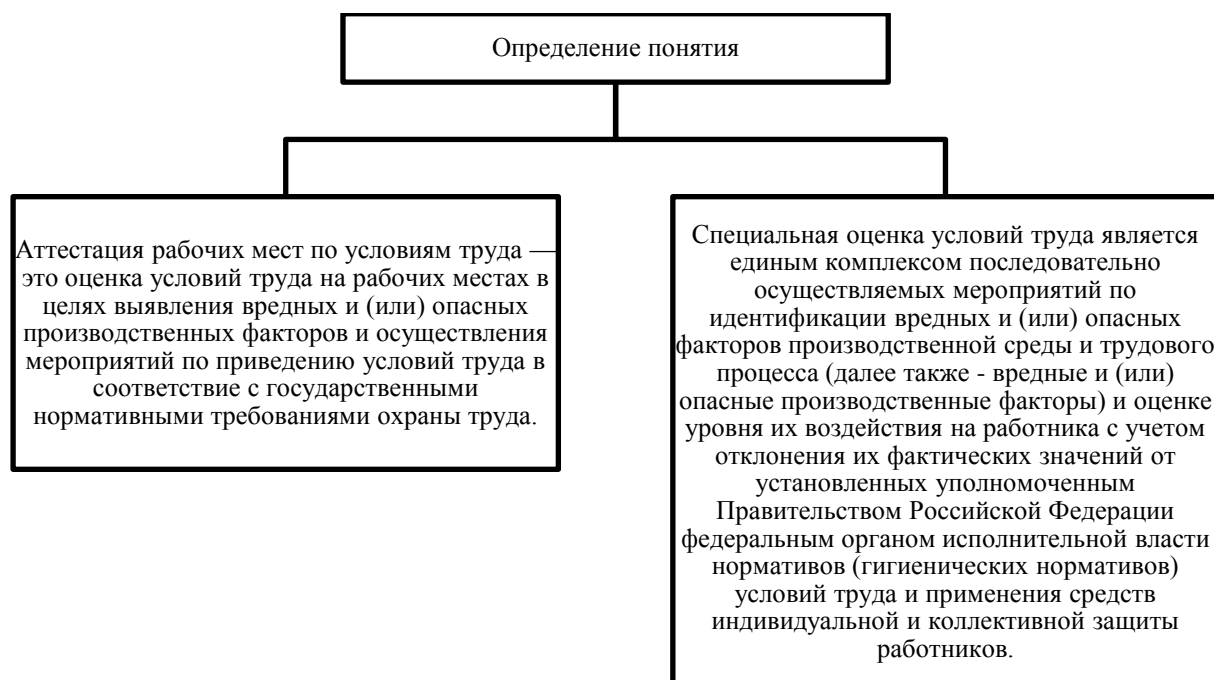 Определение понятия
Аттестация рабочих мест по условиям труда —
это оценка условий труда на рабочих местах в
целях выявления вредных и (или) опасных
производственных факторов и осуществления
мероприятий по приведению условий труда в
соответствие с государственными
нормативными требованиями охраны труда.
Специальная оценка условий труда является
единым комплексом последовательно
осуществляемых мероприятий по
идентификации вредных и (или) опасных
факторов производственной среды и трудового
процесса (далее также - вредные и (или)
опасные производственные факторы) и оценке
уровня их воздействия на работника с учетом
отклонения их фактических значений от
установленных уполномоченным
Правительством Российской Федерации
федеральным органом исполнительной власти
нормативов (гигиенических нормативов)
условий труда и применения средств
индивидуальной и коллективной защиты
работников.